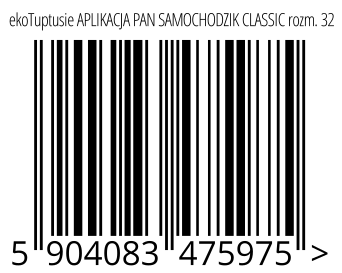 ekoTuptusie APLIKACJA PAN SAMOCHODZIK CLASSIC rozm. 32
5 904083 475975 >